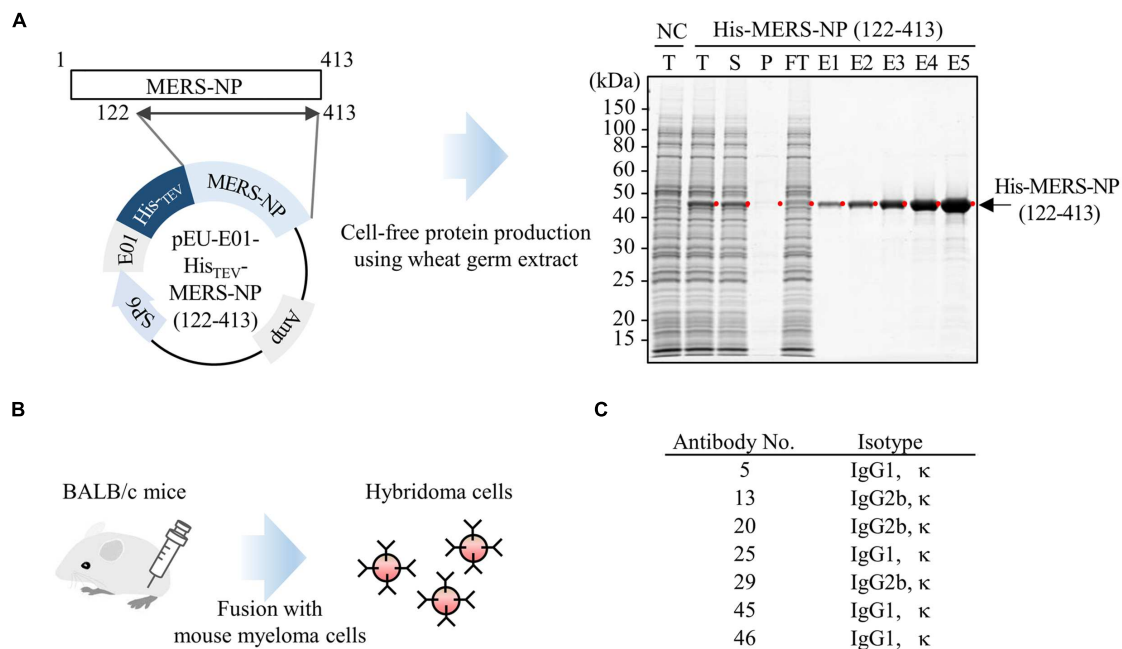 A
1
413
MERS-NP
122
413
His-TEV
MERS-NP
E01
SP6
Amp
pEU-E01-
HisTEV-
MERS-NP
(122-413)
Cell-free protein production
using wheat germ extract
NC His-MERS-NP (122-413)
(kDa) T T S P FT E1 E2 E3 E4 E5
150
100
80
60
50
40
30
25
20
15
His-MERS-NP
(122-413)
B
BALB/c mice
Hybridoma cells
Fusion with
mouse myeloma cells
C
Antibody No. Isotype
5 IgG1, κ
13 IgG2b, κ
20 IgG2b, κ
25 IgG1, κ
29 IgG2b, κ
45 IgG1, κ
46 IgG1, κ